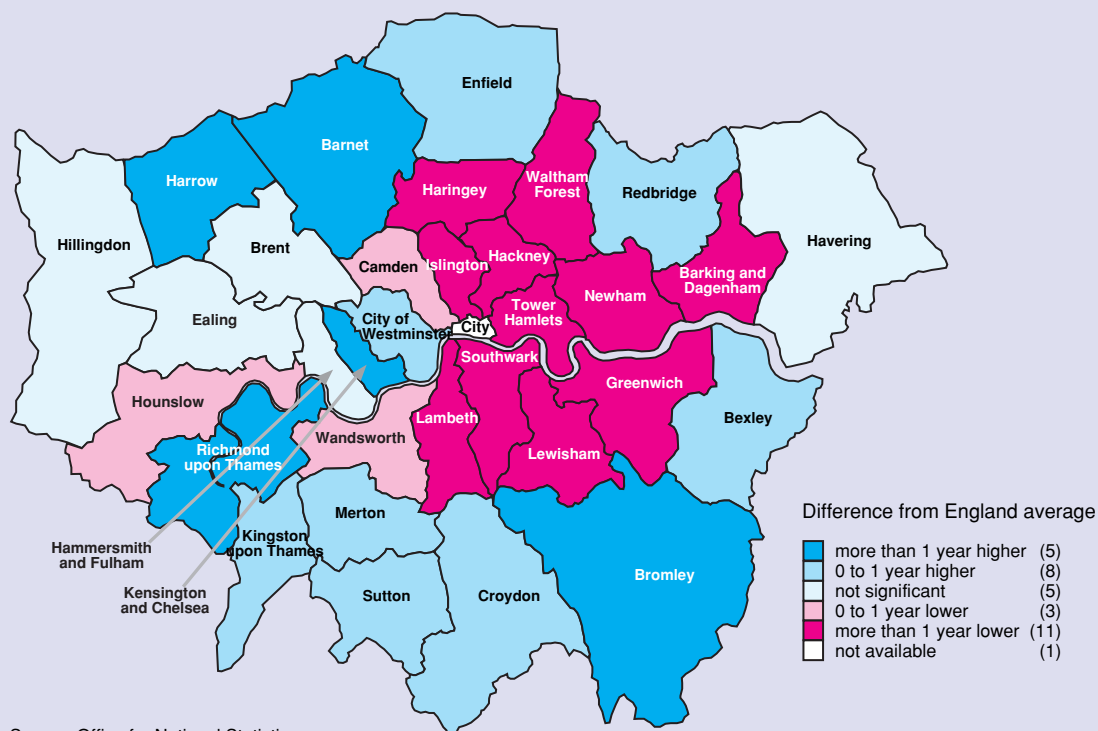 Enfield
Barnet
Harrow
Haringey
Waltham
Forest
Redbridge
Hillingdon
Brent
Havering
Camden
Islington
Hackney
Barking and
Dagenham
Newham
Tower
Hamlets
Ealing
City of
Westminster
City
Southwark
Greenwich
Hounslow
Lambeth
Bexley
Wandsworth
Richmond
upon Thames
Lewisham
Merton
Kingston
upon Thames
Hammersmith
and Fulham
Kensington
and Chelsea
Sutton
Croydon
Bromley
Difference from England average
more than 1 year higher (5)
0 to 1 year higher (8)
not significant (5)
0 to 1 year lower (3)
more than 1 year lower (11)
not available (1)